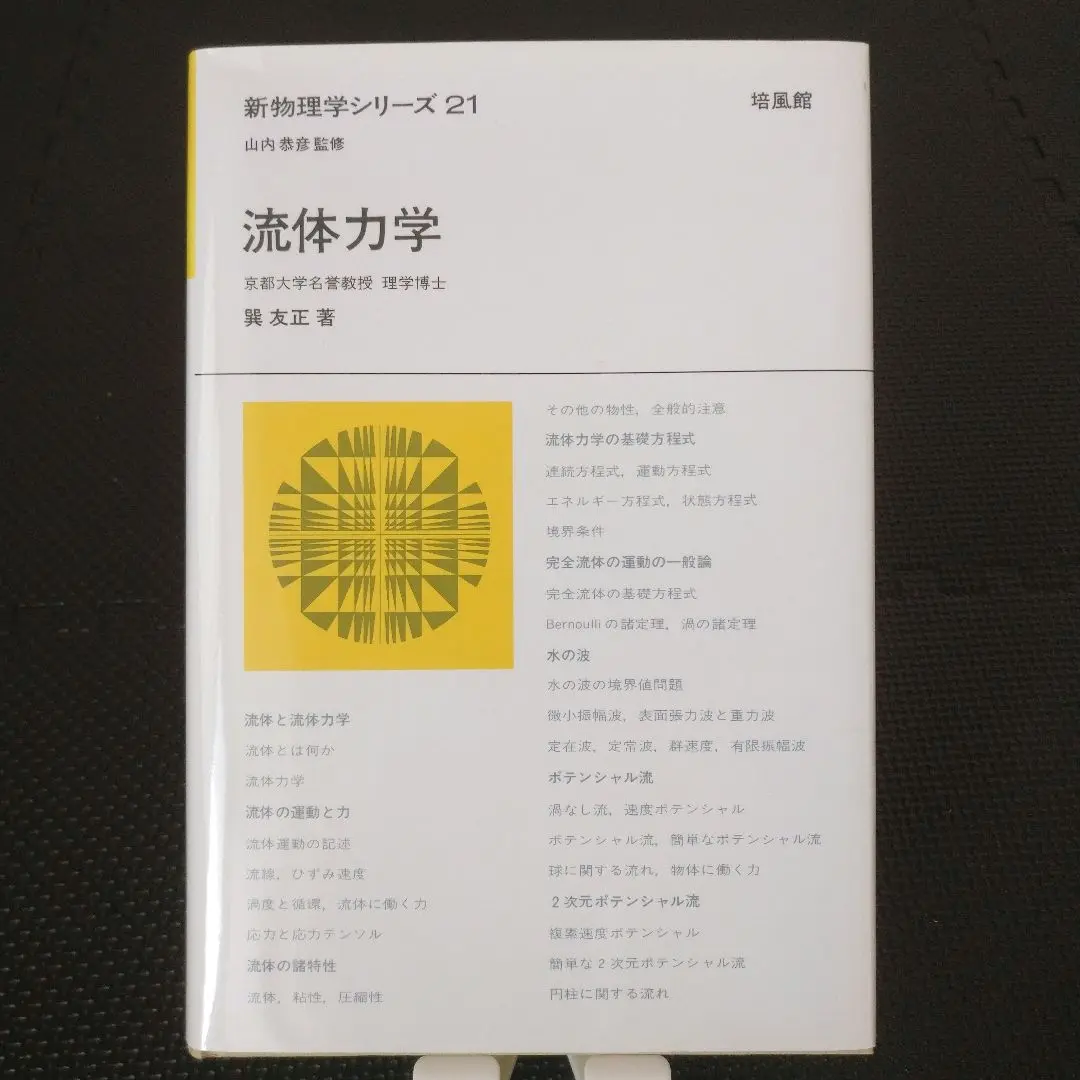 新物理学シリーズ 21
培風館
山内 恭彦 監修
流体力学
京都大学名誉教授 理学博士
巽 友正 著
流体と流体力学
流体とは何か
流体力学
流体の運動と力
流体運動の記述
流線，ひずみ速度
渦度と循環，流体に働く力
応力と応力テンソル
流体の諸特性
流体，粘性，圧縮性
その他の物性，全般的注意
流体力学の基礎方程式
連続方程式，運動方程式
エネルギー方程式，状態方程式
境界条件
完全流体の運動の一般論
完全流体の基礎方程式
Bernoulli の諸定理，渦の諸定理
水の波
水の波の境界値問題
微小振幅波，表面張力波と重力波
定在波，定常波，群速度，有限振幅波
ポテンシャル流
渦なし流，速度ポテンシャル
ポテンシャル流，簡単なポテンシャル流
球に関する流れ，物体に働く力
2次元ポテンシャル流
複素速度ポテンシャル
簡単な2次元ポテンシャル流
円柱に関する流れ